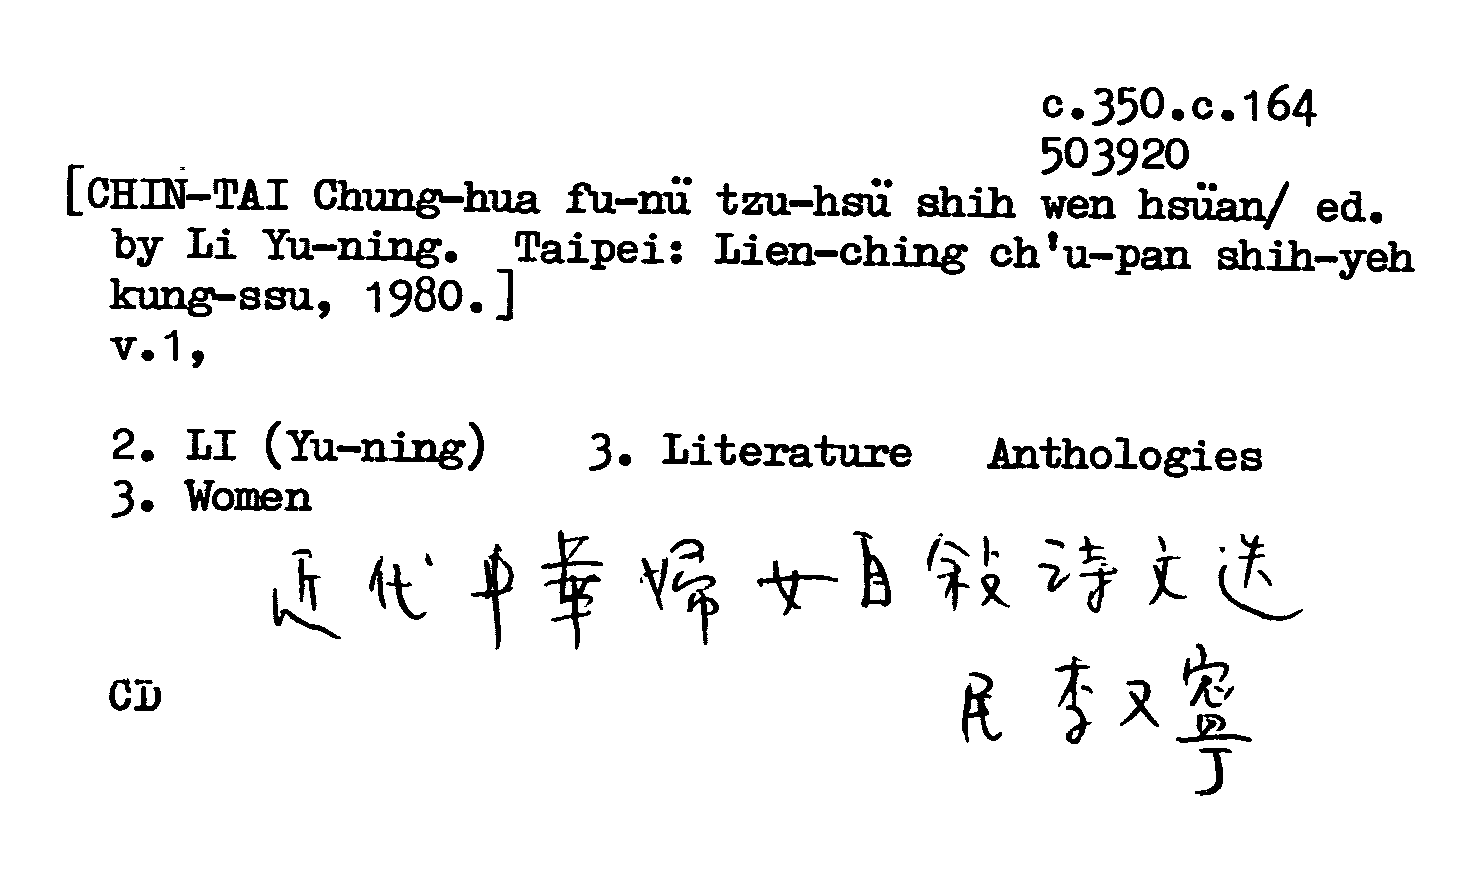 c.350.c.164
503920
[CHIN-TAI Chung-hua fu-nü tzu-hsü shih wen hsüan/ ed.
by Li Yu-ning. Taipei: Lien-ching ch'u-pan shih-yeh
kung-ssu, 1980.]
v.1,
2. LI (Yu-ning) 3. Literature Anthologies
3. Women
近代中華婦女自敍詩文选
CD 民 李又寧